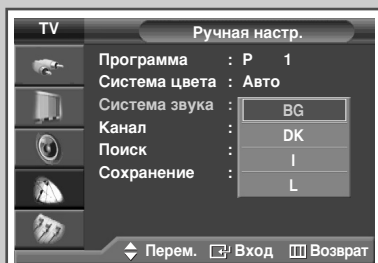 TV Ручная настр.
Программа : P 1
Система цвета : Авто
Система звука : BG
Канал : DK
Поиск : I
Сохранение : L
Перем. Вход Возврат